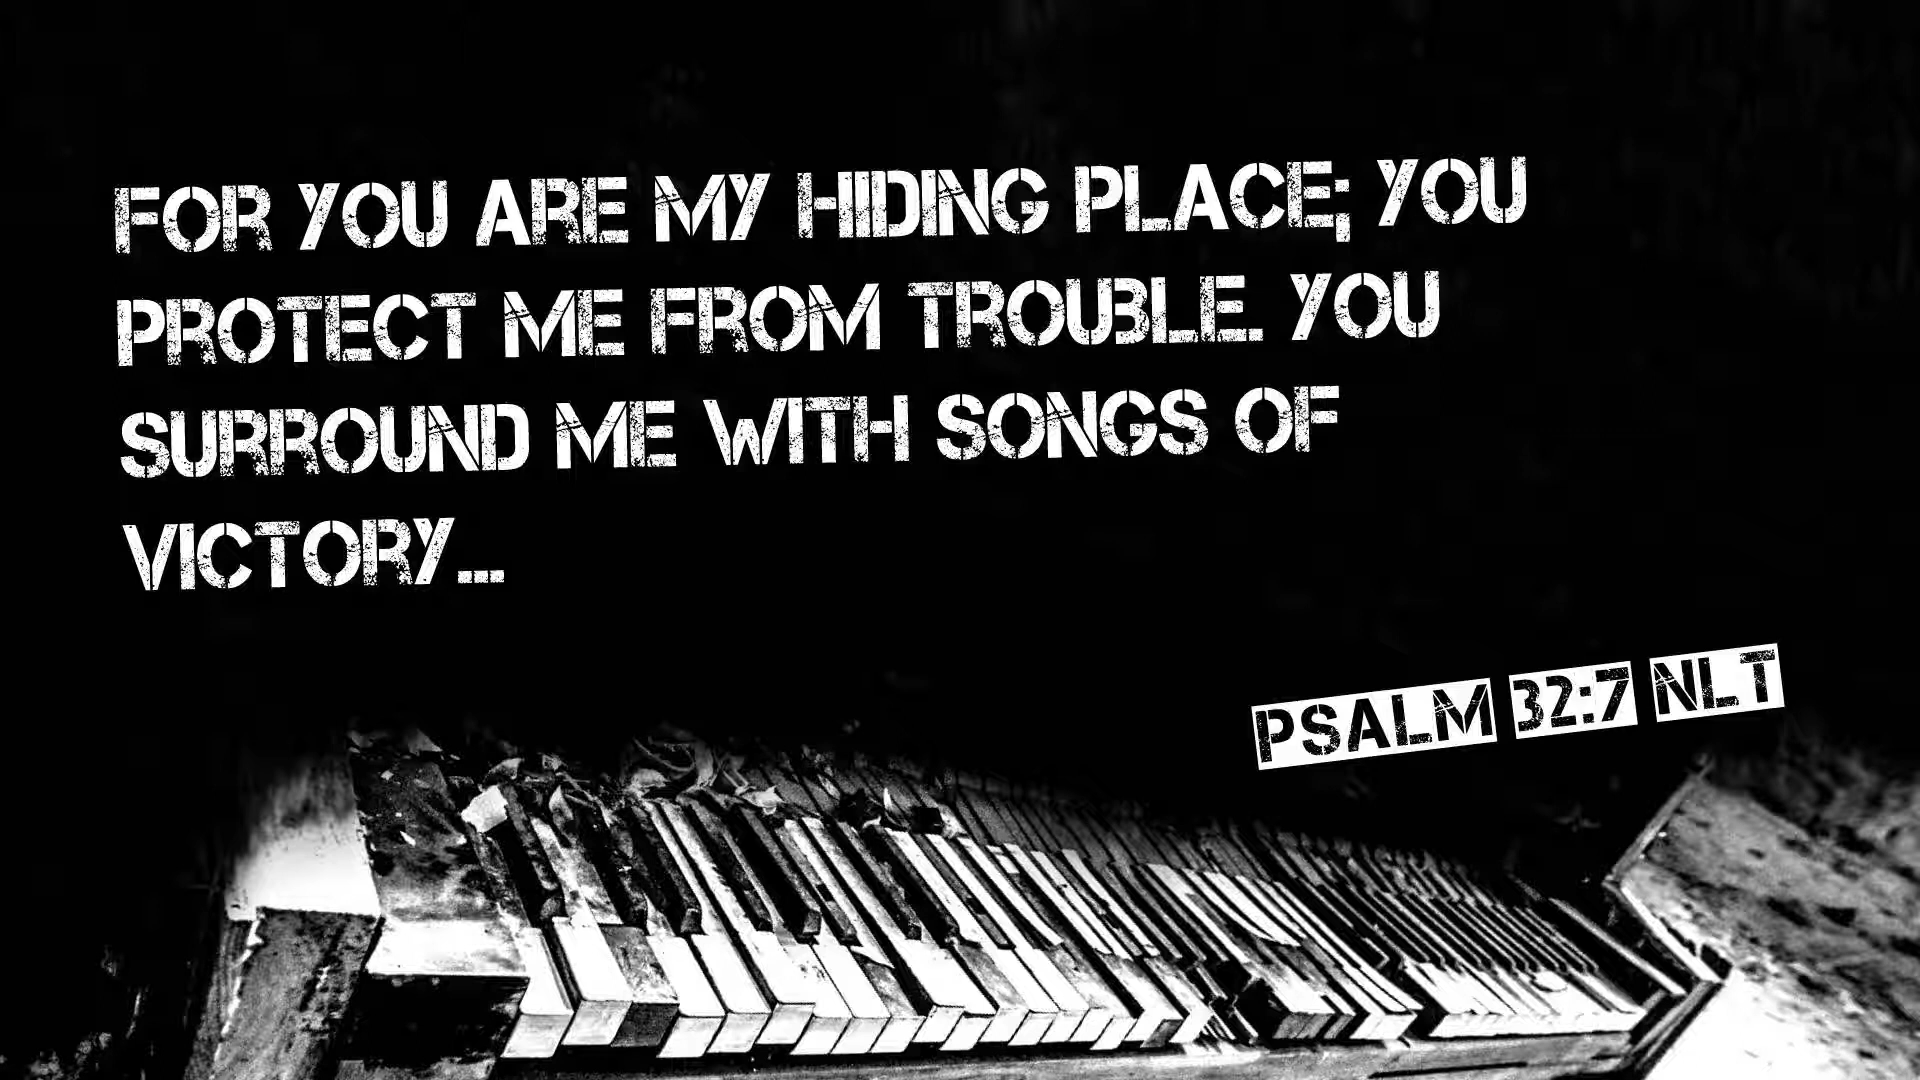 FOR YOU ARE MY HIDING PLACE; YOU
PROTECT ME FROM TROUBLE. YOU
SURROUND ME WITH SONGS OF
VICTORY...
PSALM 32:7 NLT